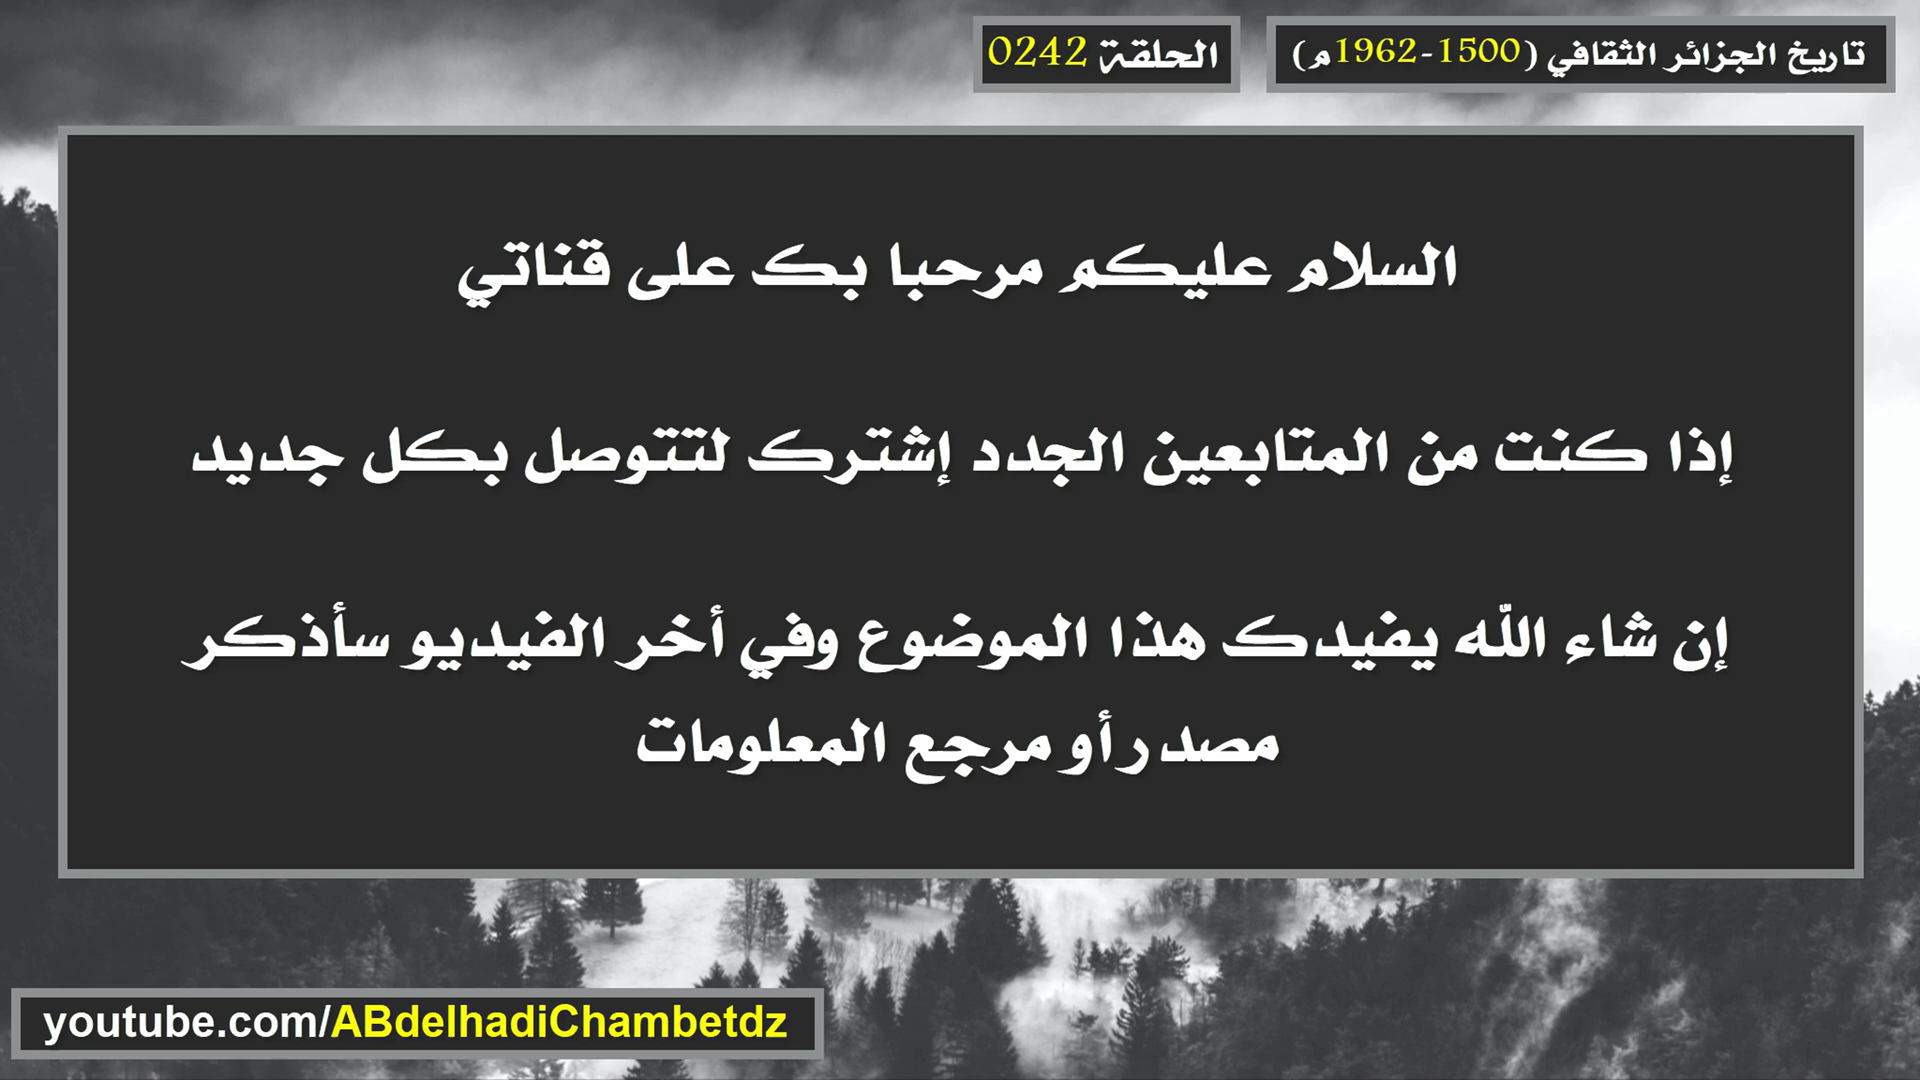 تاريخ الجزائر الثقافي (1500-1962م)
الحلقة 0242
السلام عليكم مرحبا بك على قناتي
إذا كنت من المتابعين الجدد إشترك لتتوصل بكل جديد
إن شاء الله يفيدك هذا الموضوع وفي أخر الفيديو سأذكر
مصدر أو مرجع المعلومات
youtube.com/ABdelhadiChambetdz